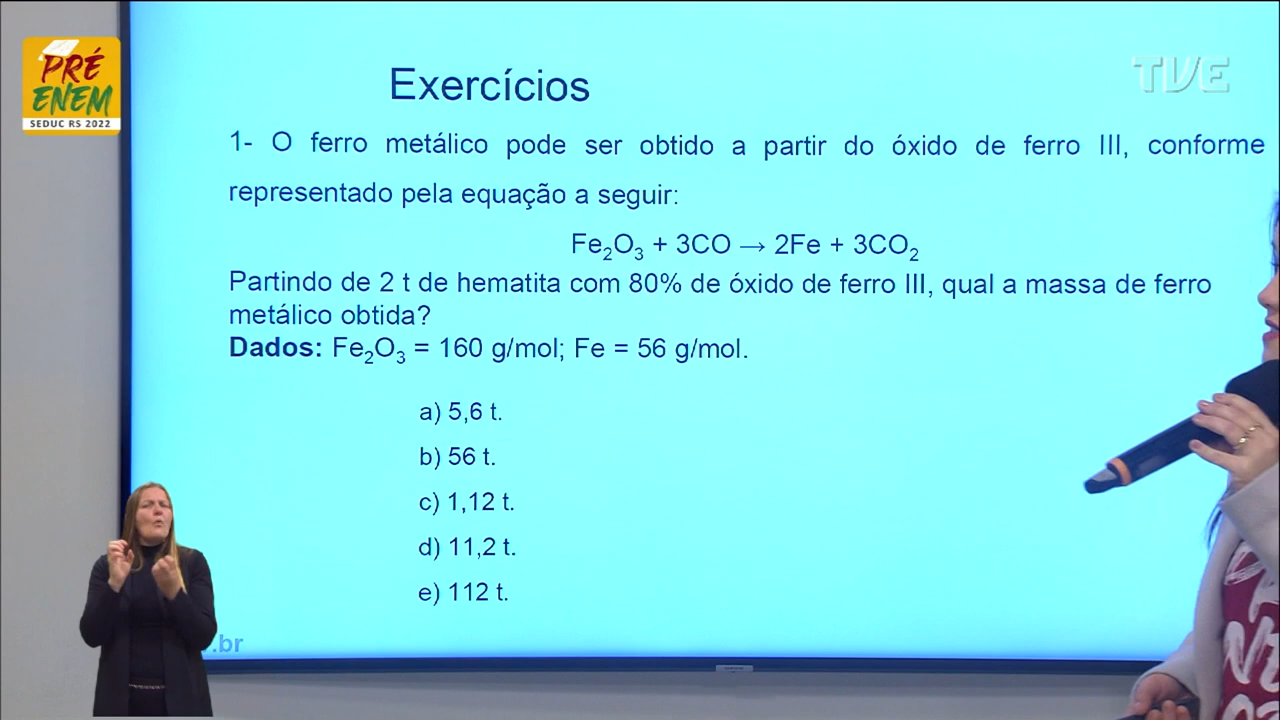 PRÉ
ENEM
SEDUC RS 2022
TVE
Exercícios
1- O ferro metálico pode ser obtido a partir do óxido de ferro III, conforme
representado pela equação a seguir:
Fe₂O₃ + 3CO → 2Fe + 3CO₂
Partindo de 2 t de hematita com 80% de óxido de ferro III, qual a massa de ferro
metálico obtida?
Dados: Fe₂O₃ = 160 g/mol; Fe = 56 g/mol.
a) 5,6 t.
b) 56 t.
c) 1,12 t.
d) 11,2 t.
e) 112 t.
.br